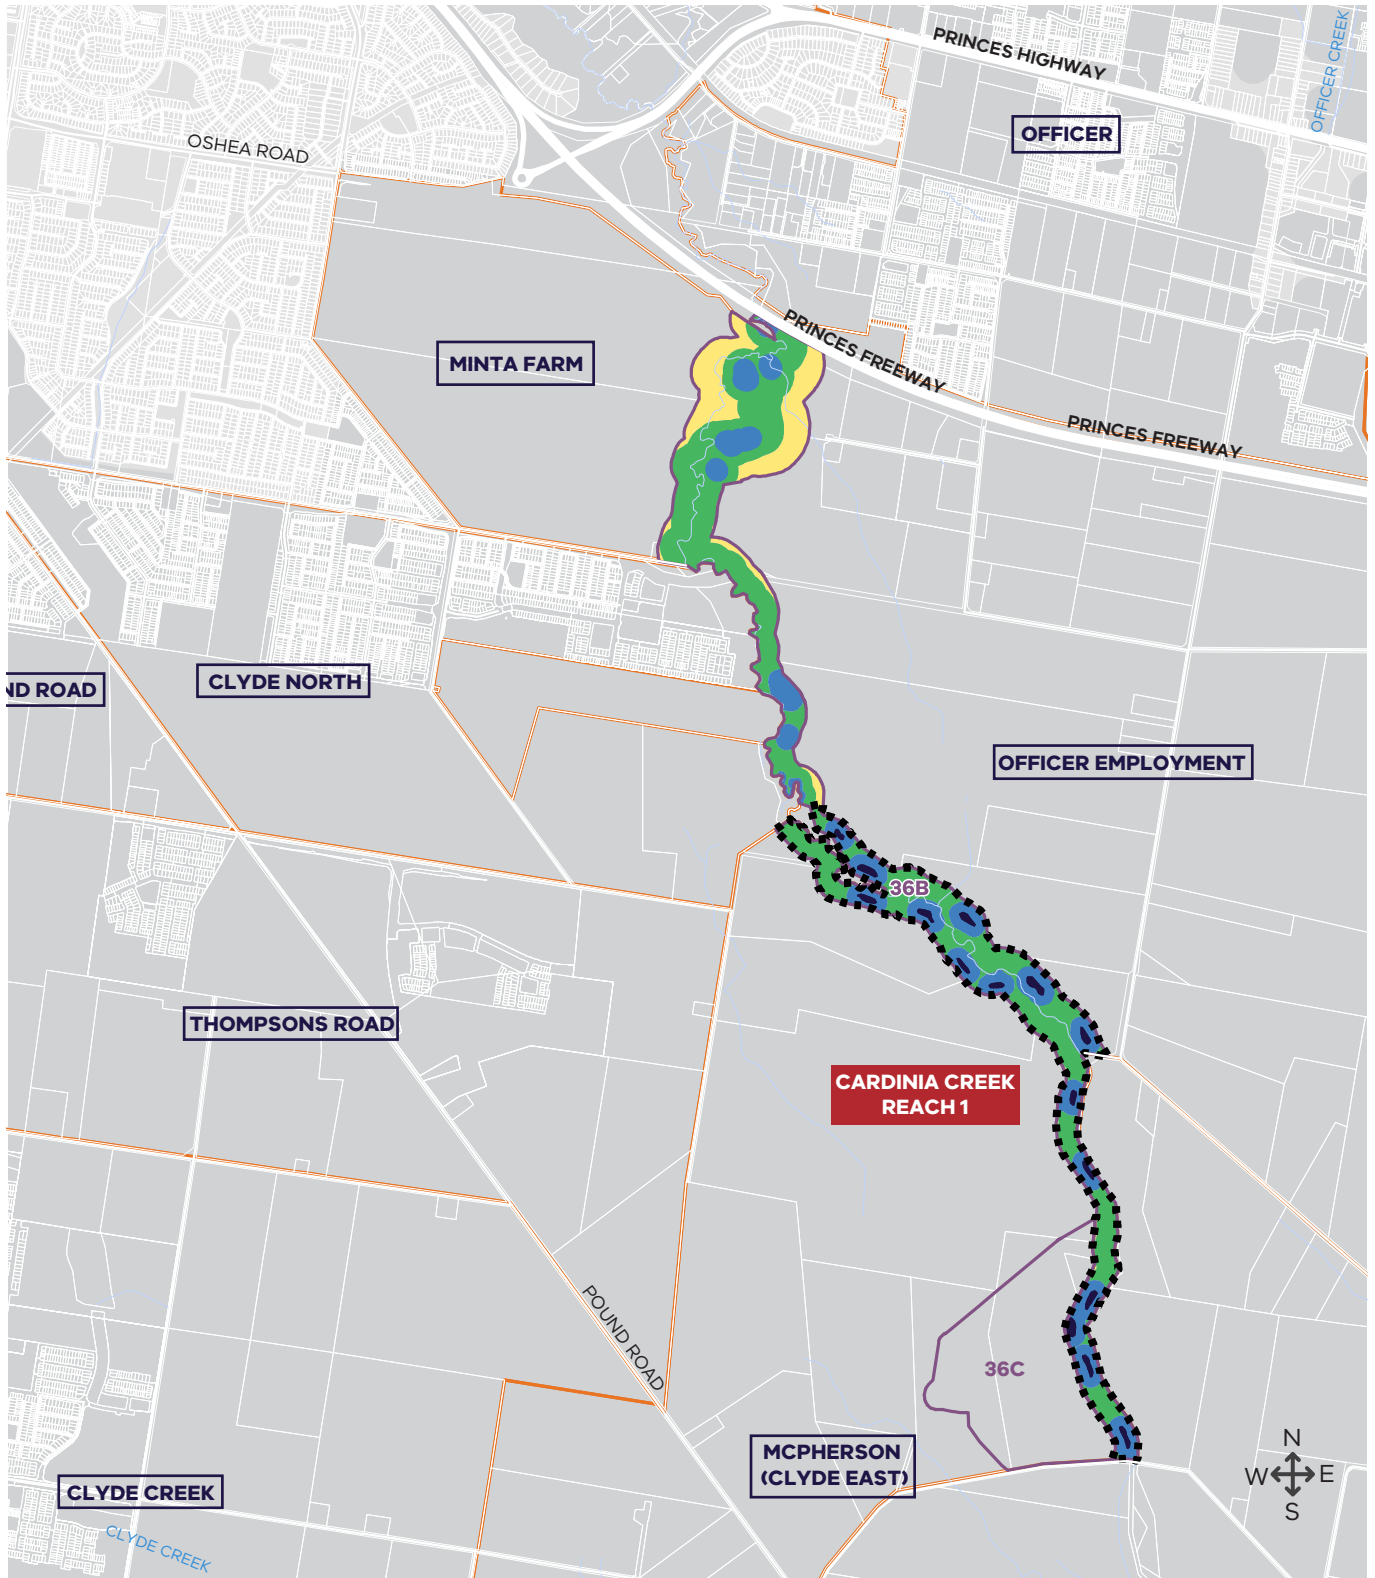 PRINCES HIGHWAY
OFFICER CREEK
OFFICER
OSHEA ROAD
PRINCES FREEWAY
MINTA FARM
PRINCES FREEWAY
CLYDE NORTH
ND ROAD
OFFICER EMPLOYMENT
36B
THOMPSONS ROAD
CARDINIA CREEK
REACH 1
POUND ROAD
36C
MCPHERSON
(CLYDE EAST)
N
W E
S
CLYDE CREEK
CLYDE CREEK